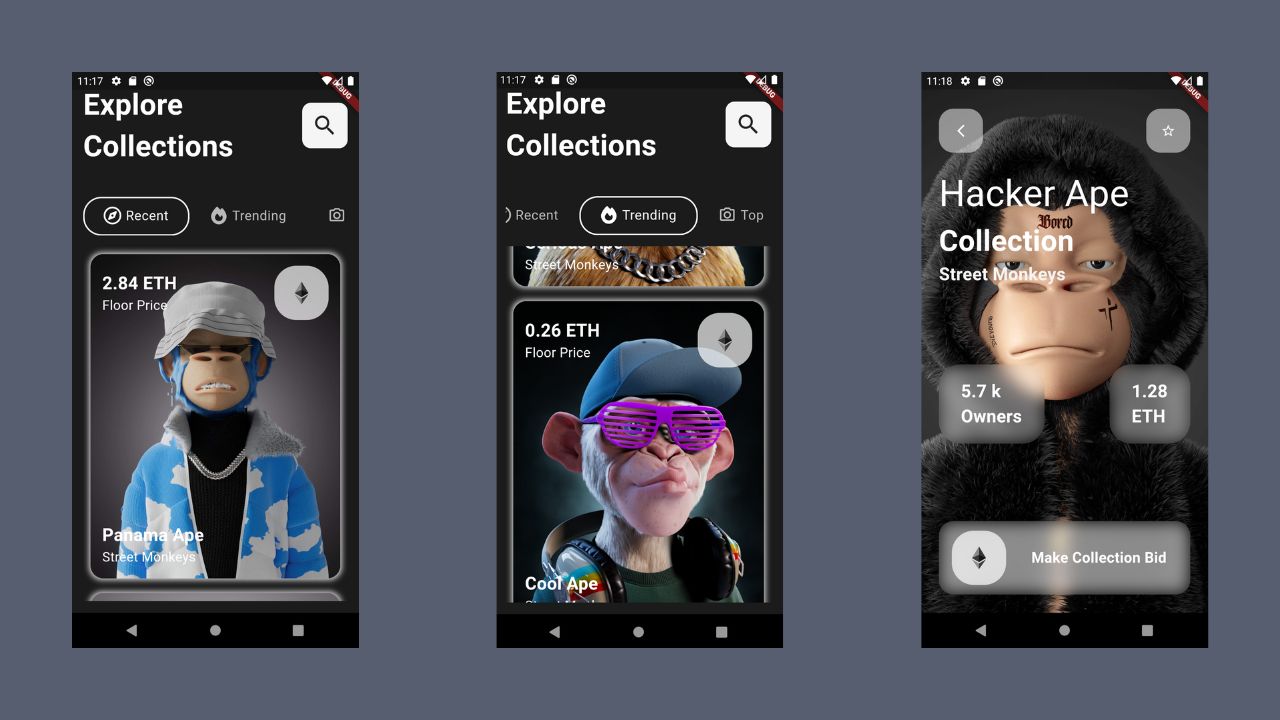 11:17
DEBUG
Explore
Collections
Recent
Trending
2.84 ETH
Floor Price
Panama Ape
Street Monkeys
11:17
DEBUG
Explore
Collections
Recent
Trending
Top
Street Monkeys
0.26 ETH
Floor Price
Cool Ape
11:18
DEBUG
Hacker Ape
Bored
Collection
Street Monkeys
5.7 k
Owners
1.28
ETH
Make Collection Bid